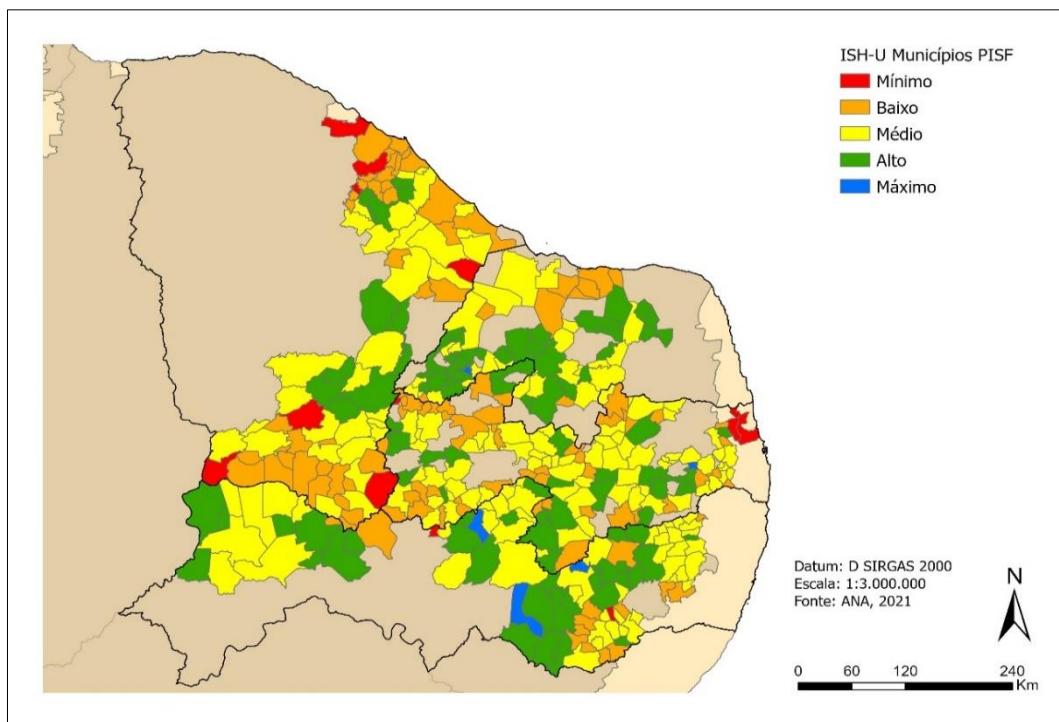 ISH-U Municípios PISF
Mínimo
Baixo
Médio
Alto
Máximo
Datum: D SIRGAS 2000
Escala: 1:3.000.000
Fonte: ANA, 2021
N
0 60 120 240
Km